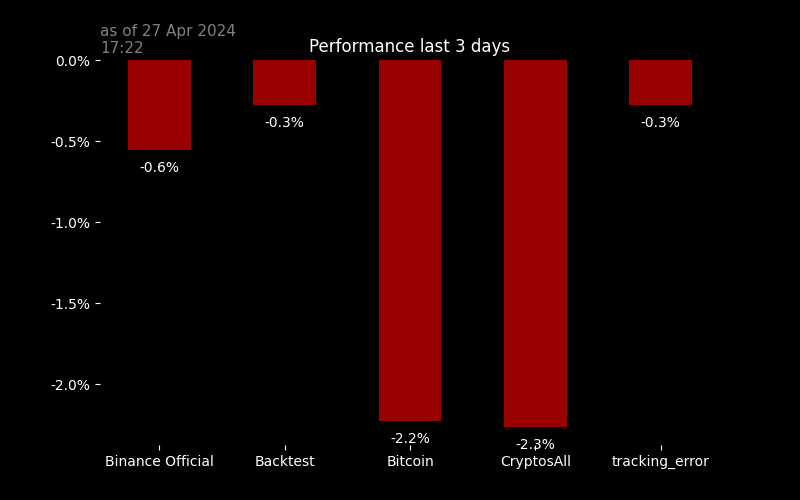 as of 27 Apr 2024
17:22
Performance last 3 days
0.0%
-0.5%
-1.0%
-1.5%
-2.0%
-0.6%
-0.3%
-2.2%
-2.3%
-0.3%
Binance Official
Backtest
Bitcoin
CryptosAll
tracking_error